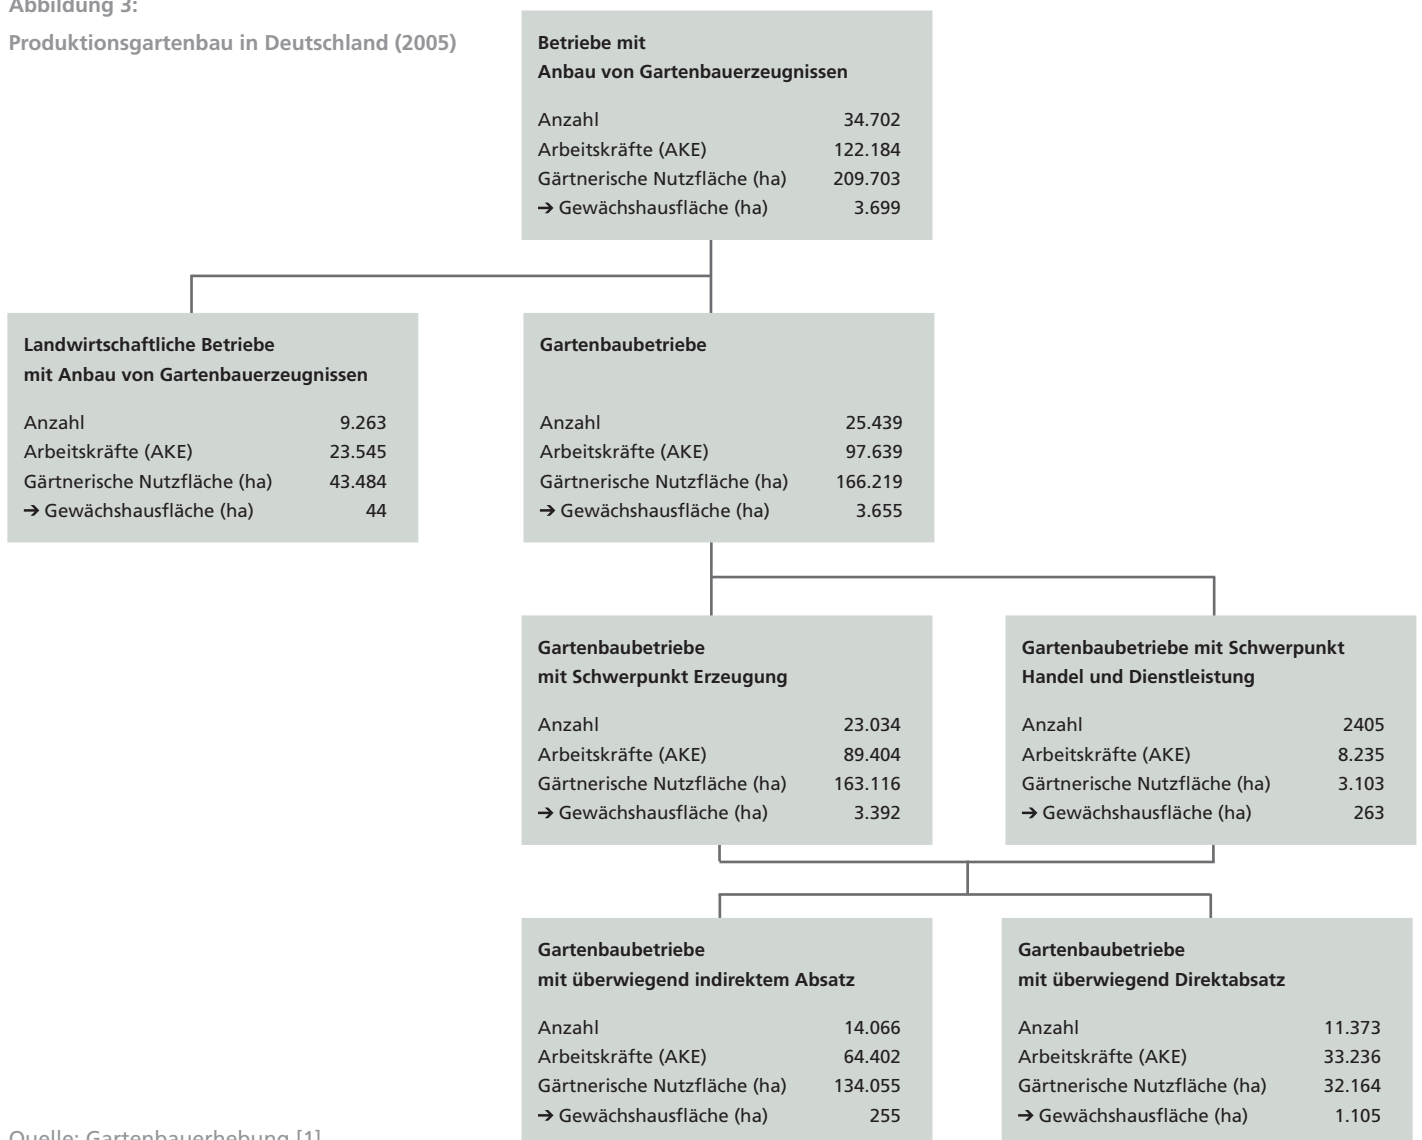 Abbildung 3:
Produktionsgartenbau in Deutschland (2005)
Betriebe mit
Anbau von Gartenbauerzeugnissen
Anzahl 34.702
Arbeitskräfte (AKE) 122.184
Gärtnerische Nutzfläche (ha) 209.703
➔ Gewächshausfläche (ha) 3.699
Landwirtschaftliche Betriebe
mit Anbau von Gartenbauerzeugnissen
Anzahl 9.263
Arbeitskräfte (AKE) 23.545
Gärtnerische Nutzfläche (ha) 43.484
➔ Gewächshausfläche (ha) 44
Gartenbaubetriebe
Anzahl 25.439
Arbeitskräfte (AKE) 97.639
Gärtnerische Nutzfläche (ha) 166.219
➔ Gewächshausfläche (ha) 3.655
Gartenbaubetriebe
mit Schwerpunkt Erzeugung
Anzahl 23.034
Arbeitskräfte (AKE) 89.404
Gärtnerische Nutzfläche (ha) 163.116
➔ Gewächshausfläche (ha) 3.392
Gartenbaubetriebe mit Schwerpunkt
Handel und Dienstleistung
Anzahl 2405
Arbeitskräfte (AKE) 8.235
Gärtnerische Nutzfläche (ha) 3.103
➔ Gewächshausfläche (ha) 263
Gartenbaubetriebe
mit überwiegend indirektem Absatz
Anzahl 14.066
Arbeitskräfte (AKE) 64.402
Gärtnerische Nutzfläche (ha) 134.055
➔ Gewächshausfläche (ha) 255
Gartenbaubetriebe
mit überwiegend Direktabsatz
Anzahl 11.373
Arbeitskräfte (AKE) 33.236
Gärtnerische Nutzfläche (ha) 32.164
➔ Gewächshausfläche (ha) 1.105
Quelle: Gartenbauerhebung [1]